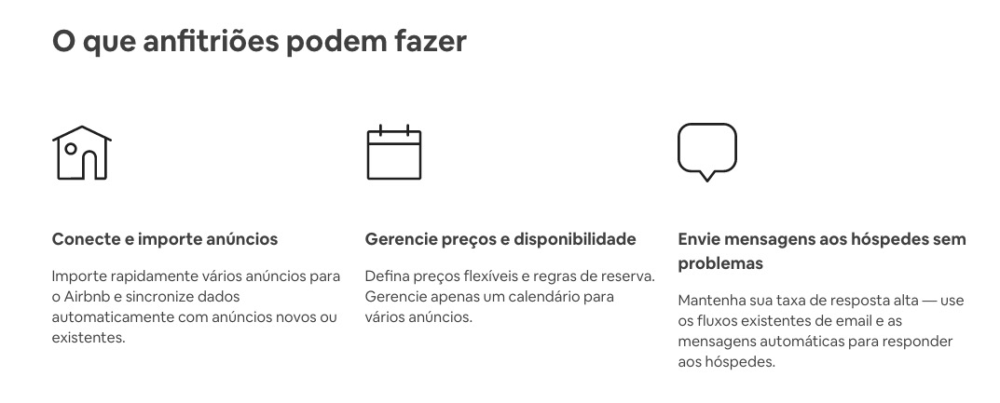 O que anfitriões podem fazer
Conecte e importe anúncios
Importe rapidamente vários anúncios para
o Airbnb e sincronize dados
automaticamente com anúncios novos ou
existentes.
Gerencie preços e disponibilidade
Defina preços flexíveis e regras de reserva.
Gerencie apenas um calendário para
vários anúncios.
Envie mensagens aos hóspedes sem
problemas
Mantenha sua taxa de resposta alta — use
os fluxos existentes de email e as
mensagens automáticas para responder
aos hóspedes.